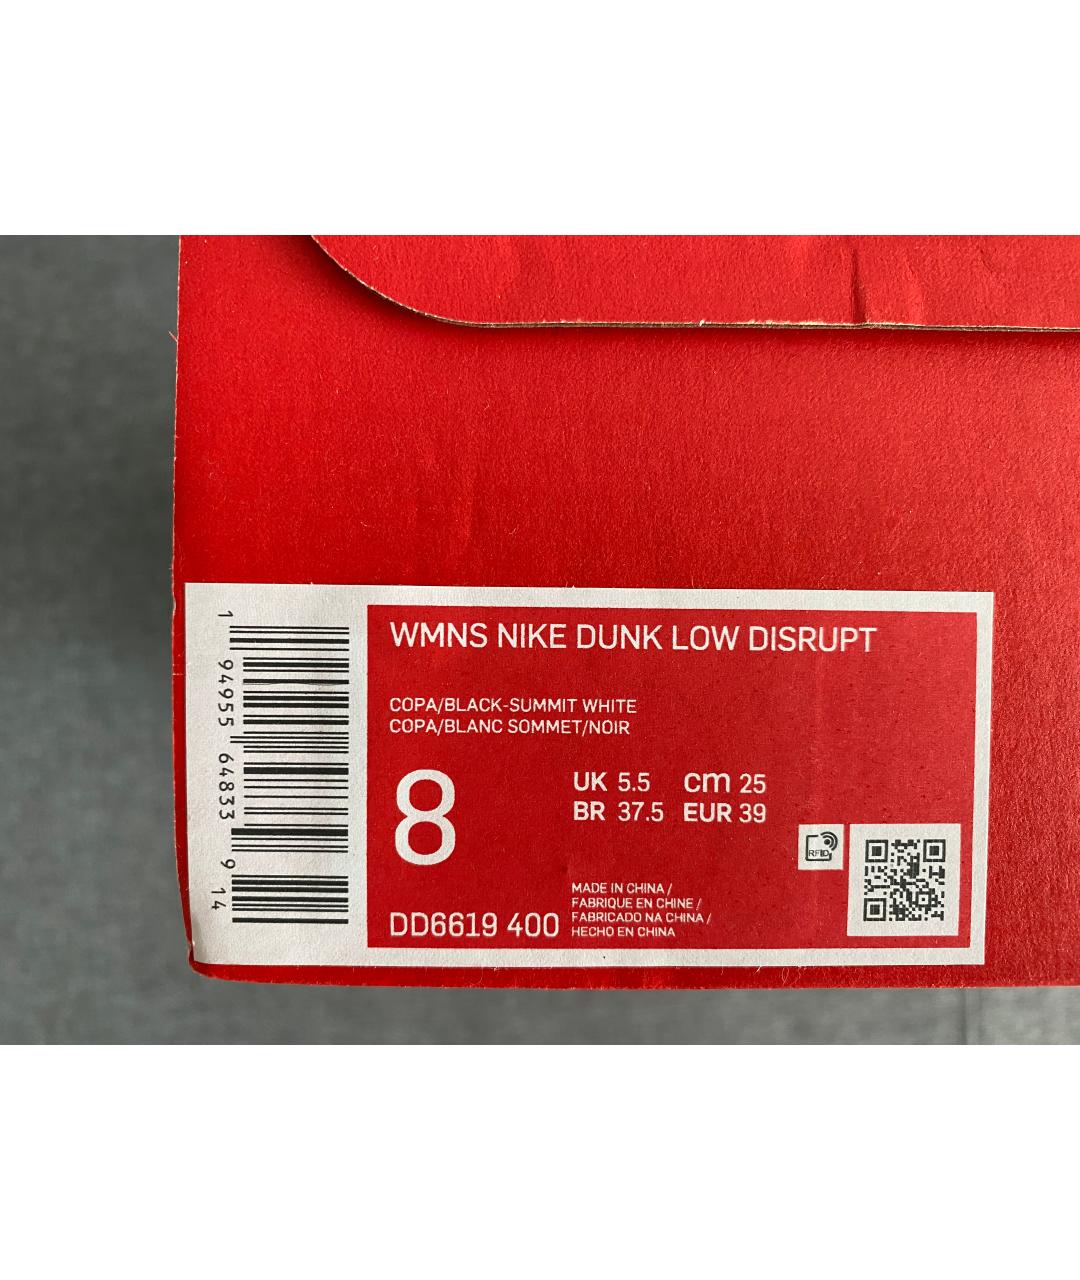 WMNS NIKE DUNK LOW DISRUPT
COPA/BLACK-SUMMIT WHITE
COPA/BLANC SOMMET/NOIR
8
UK 5.5 cm 25
BR 37.5 EUR 39
RFID
MADE IN CHINA /
FABRIQUE EN CHINE /
FABRICADO NA CHINA /
HECHO EN CHINA
DD6619 400
1 94955 64833 9 14